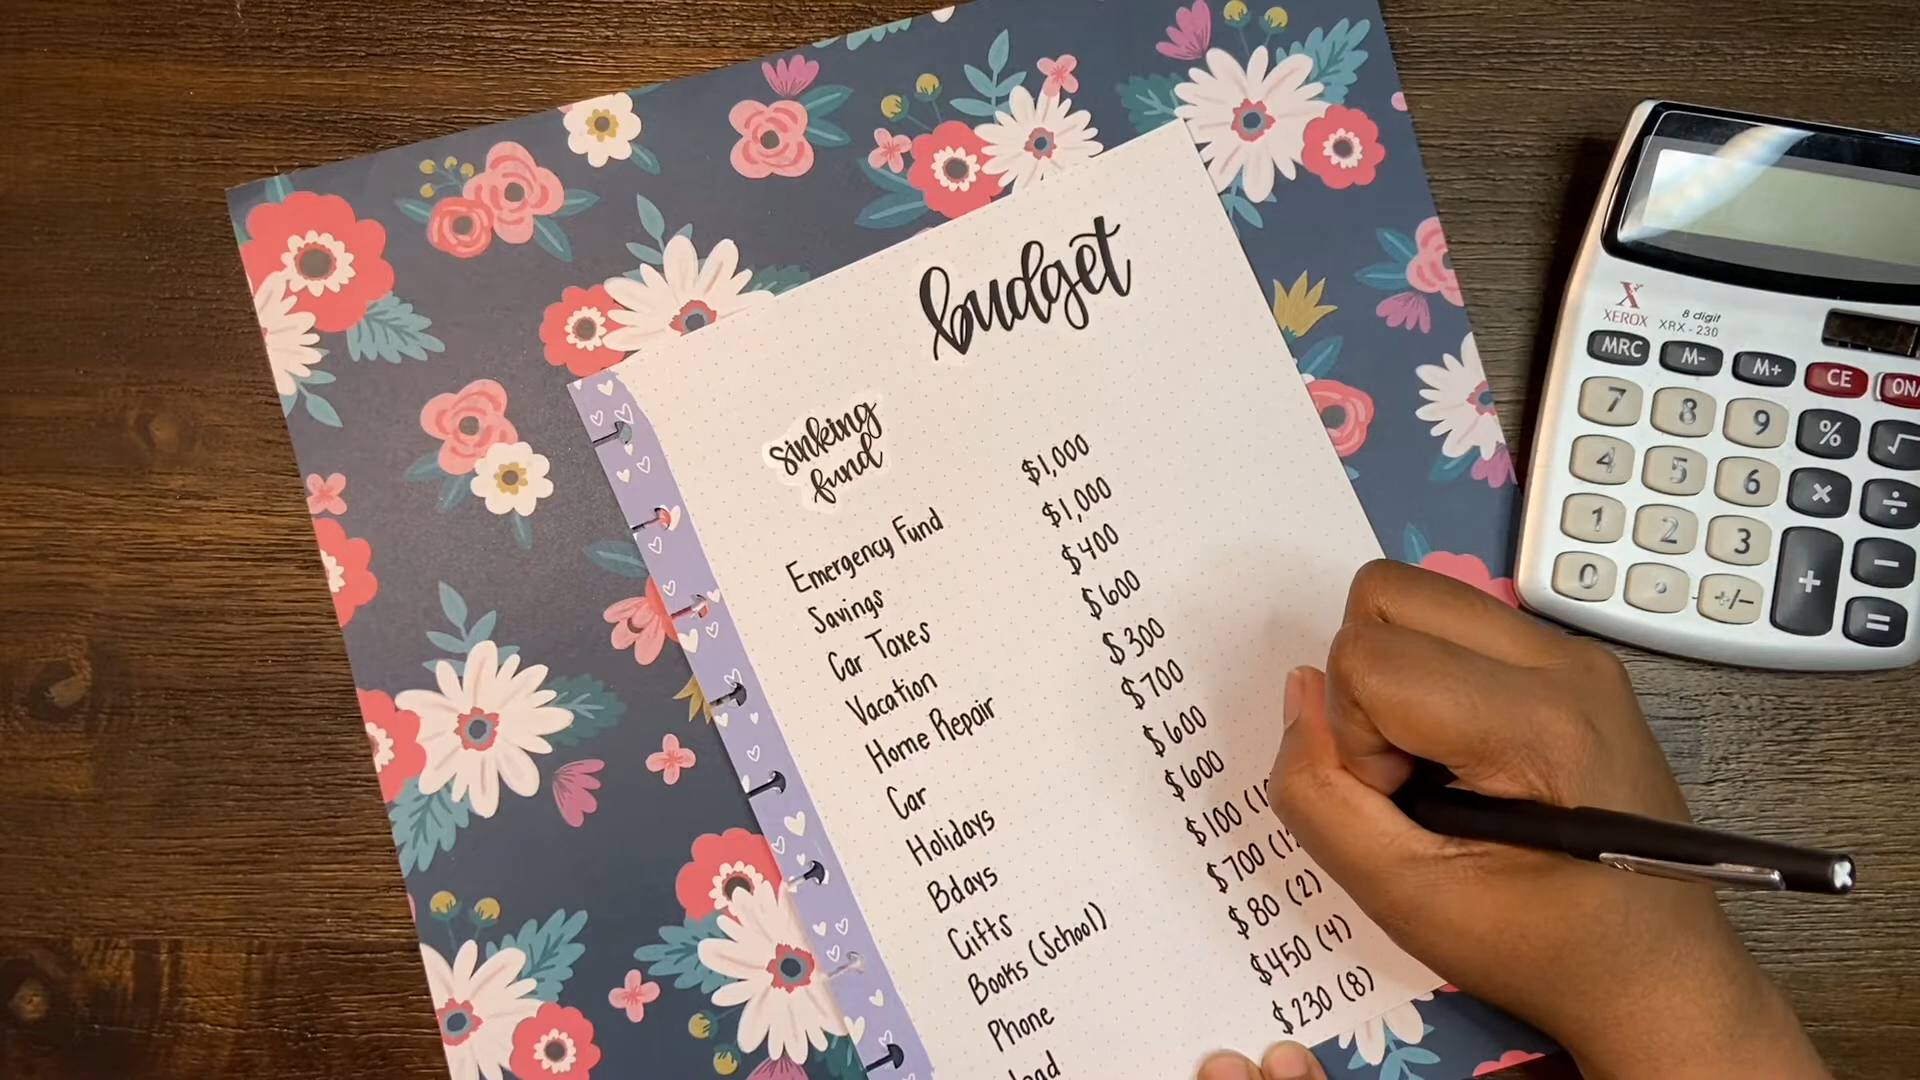 budget
sinking fund
Emergency Fund $1,000
Savings $1,000
Car Taxes $400
Vacation $600
Home Repair $300
Car $700
Holidays $600
Bdays $600
Gifts $100
Books (School) $700
Phone $80 (2)
$450 (4)
$230 (8)
X
XEROX
8 digit
XRX - 230
MRC M- M+ CE
7 8 9 % √
4 5 6 × ÷
1 2 3 + −
0 . +/− =